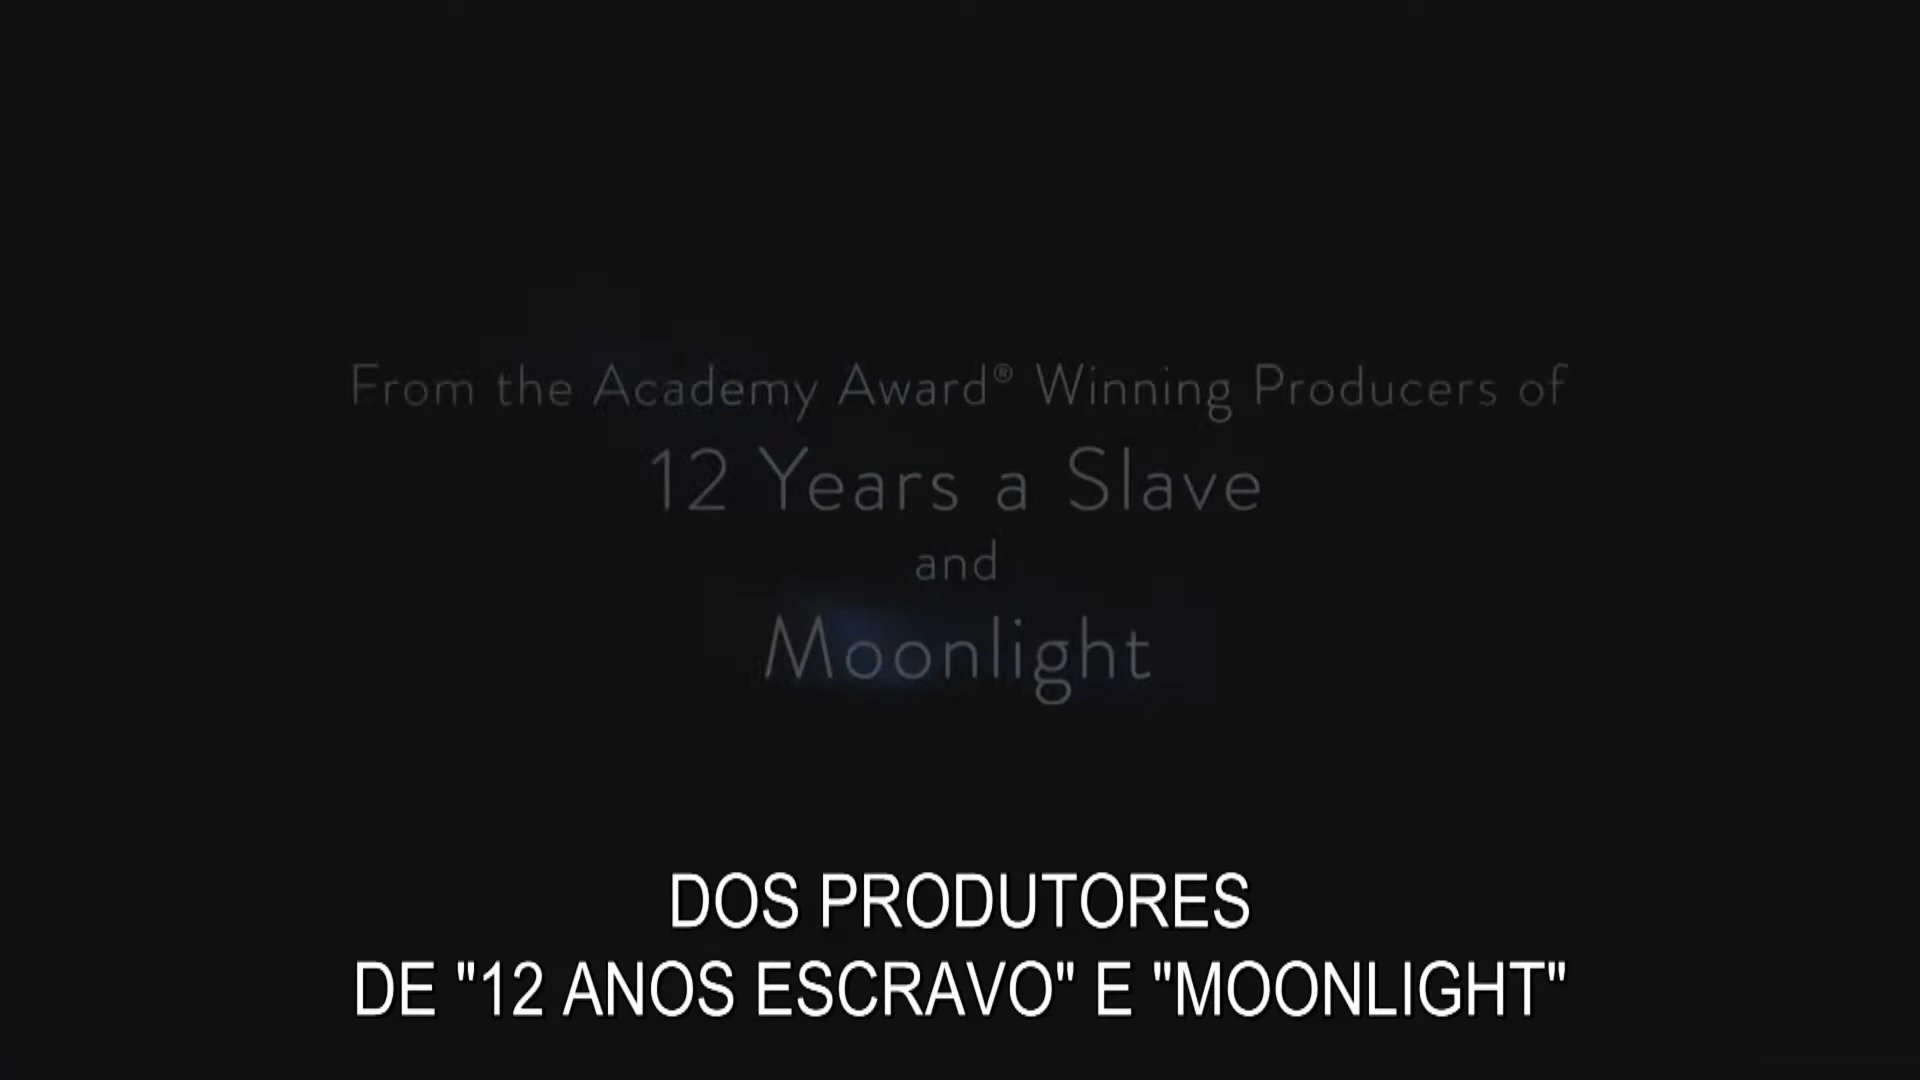 From the Academy Award® Winning Producers of
12 Years a Slave
and
Moonlight
DOS PRODUTORES
DE "12 ANOS ESCRAVO" E "MOONLIGHT"